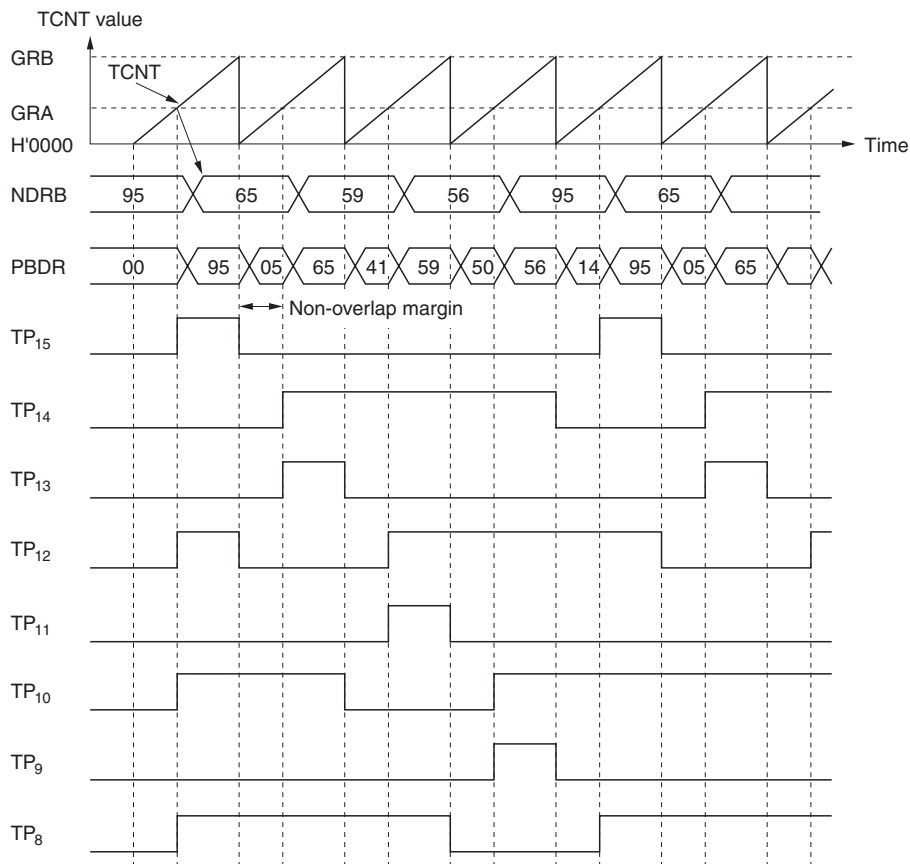 TCNT value
GRB
TCNT
GRA
H'0000
Time
NDRB 95 65 59 56 95 65
PBDR 00 95 05 65 41 59 50 56 14 95 05 65
Non-overlap margin
TP15
TP14
TP13
TP12
TP11
TP10
TP9
TP8